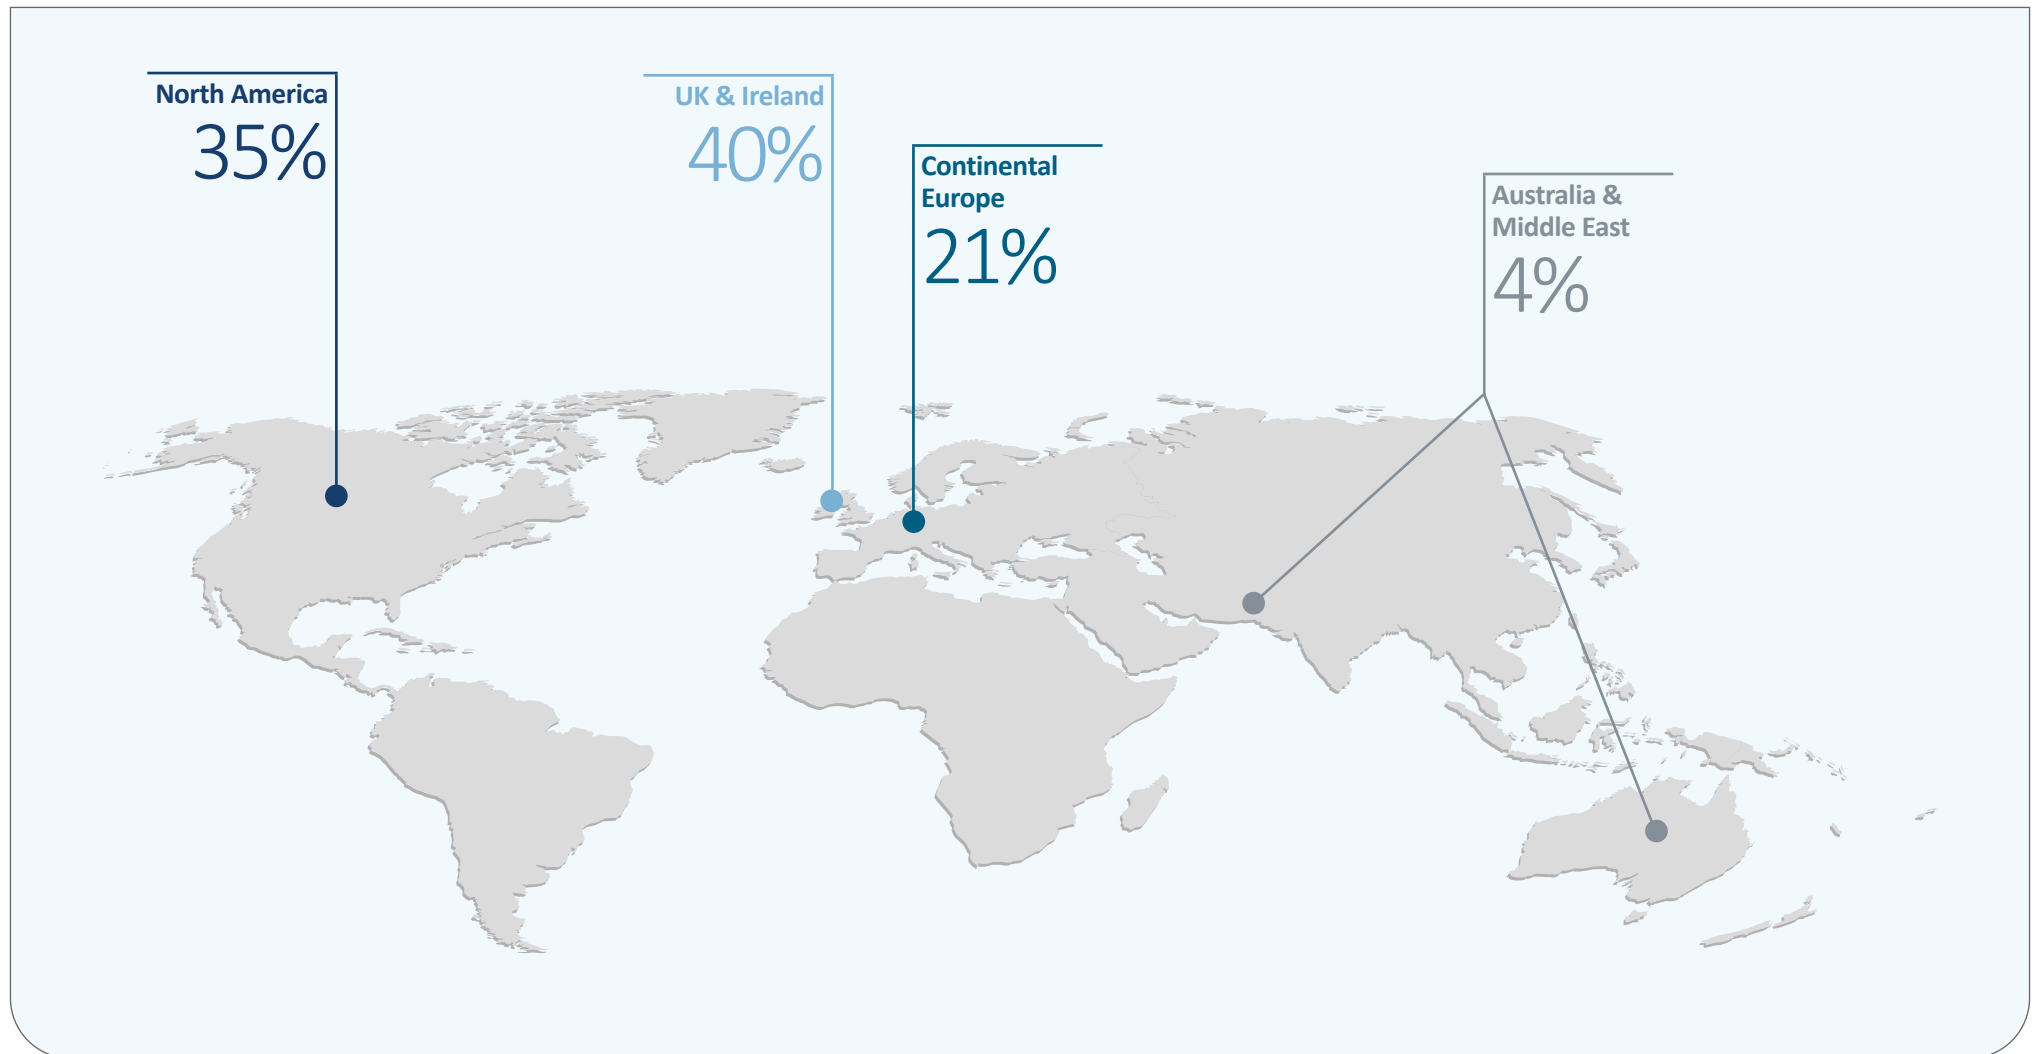 North America
35%
UK & Ireland
40%
Continental
Europe
21%
Australia &
Middle East
4%